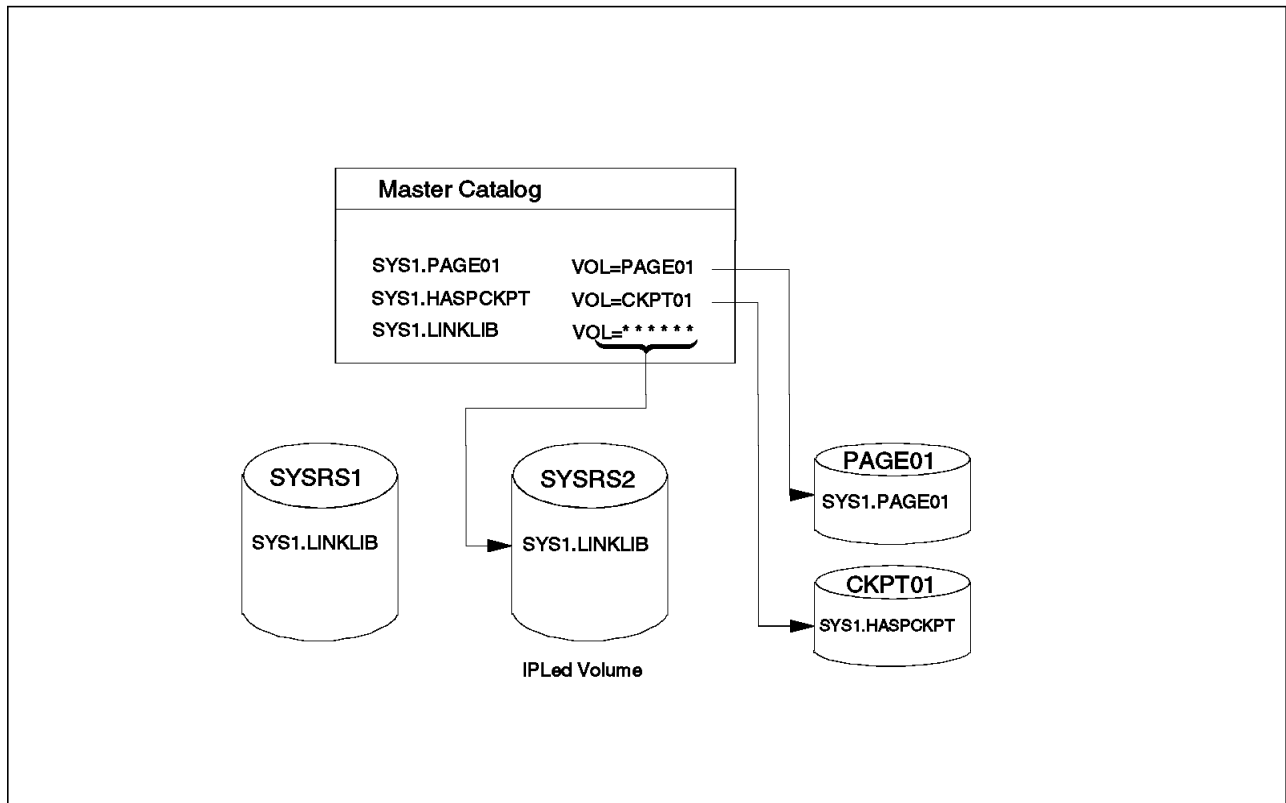 Master Catalog
SYS1.PAGE01 VOL=PAGE01
SYS1.HASPCKPT VOL=CKPT01
SYS1.LINKLIB VOL=* * * * * *
SYSRS1
SYS1.LINKLIB
SYSRS2
SYS1.LINKLIB
IPLed Volume
PAGE01
SYS1.PAGE01
CKPT01
SYS1.HASPCKPT